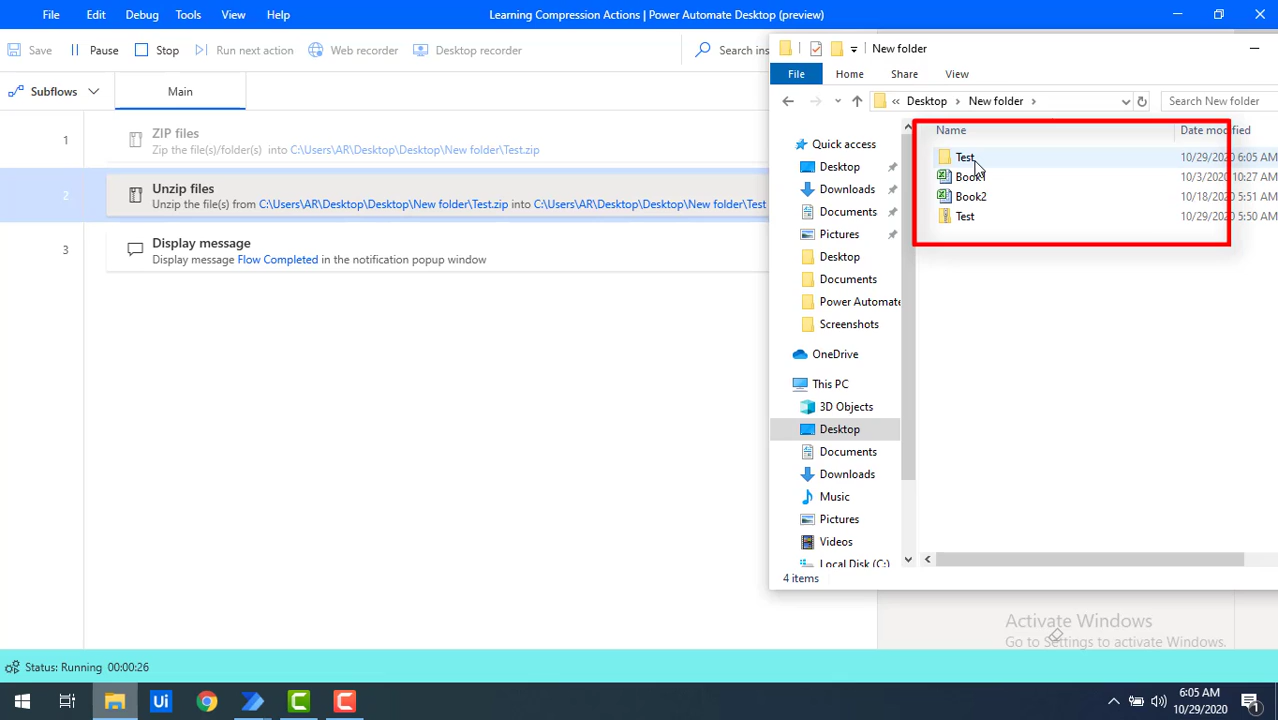 File Edit Debug Tools View Help
Learning Compression Actions | Power Automate Desktop (preview)
Save Pause Stop Run next action Web recorder Desktop recorder
Search ins
Subflows Main
1 ZIP files
Zip the file(s)/folder(s) into C:\Users\AR\Desktop\Desktop\New folder\Test.zip
2 Unzip files
Unzip the file(s) from C:\Users\AR\Desktop\Desktop\New folder\Test.zip into C:\Users\AR\Desktop\Desktop\New folder\Test
3 Display message
Display message Flow Completed in the notification popup window
New folder
File Home Share View
« Desktop > New folder > Search New folder
Quick access
Desktop
Downloads
Documents
Pictures
Desktop
Documents
Power Automate
Screenshots
OneDrive
This PC
3D Objects
Desktop
Documents
Downloads
Music
Pictures
Videos
Local Disk (C:)
Name Date modified
Test 10/29/2020 6:05 AM
Book1 10/3/2020 10:27 AM
Book2 10/18/2020 5:51 AM
Test 10/29/2020 5:50 AM
4 items
Activate Windows
Go to Settings to activate Windows.
Status: Running 00:00:26
Ui
6:05 AM
10/29/2020
1